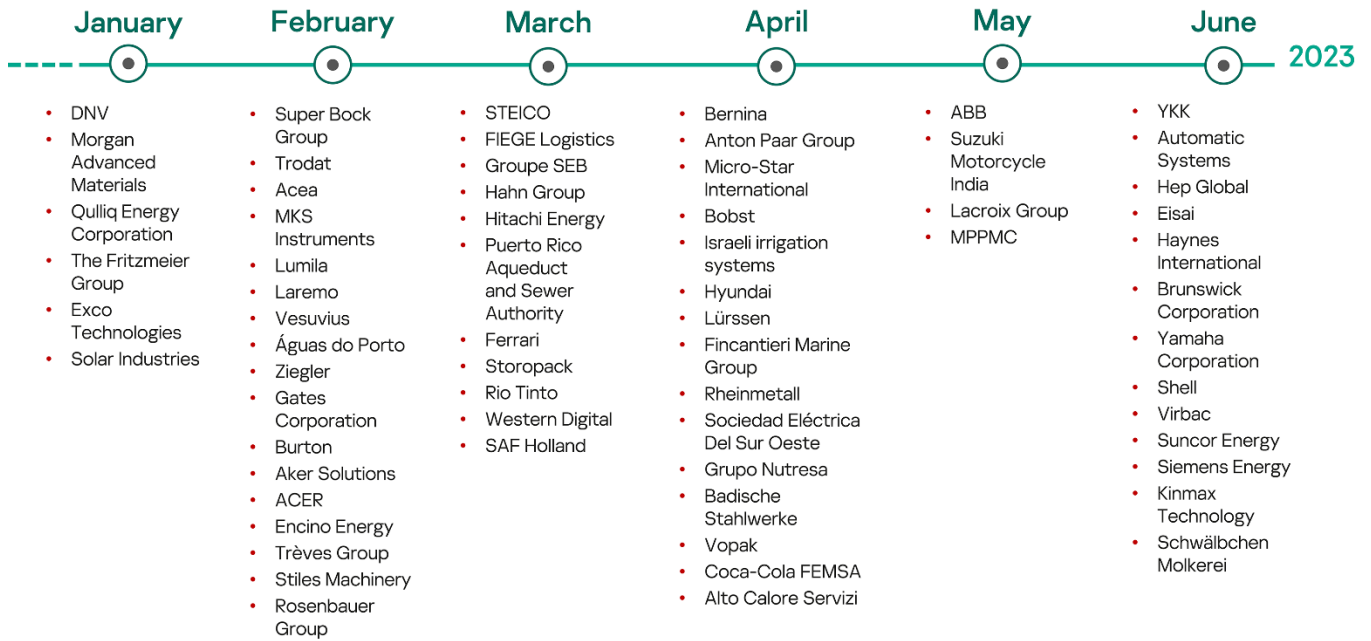 January
February
March
April
May
June
2023
• DNV
• Morgan
Advanced
Materials
• Qulliq Energy
Corporation
• The Fritzmeier
Group
• Exco
Technologies
• Solar Industries
• Super Bock
Group
• Trodat
• Acea
• MKS
Instruments
• Lumila
• Laremo
• Vesuvius
• Águas do Porto
• Ziegler
• Gates
Corporation
• Burton
• Aker Solutions
• ACER
• Encino Energy
• Trèves Group
• Stiles Machinery
• Rosenbauer
Group
• STEICO
• FIEGE Logistics
• Groupe SEB
• Hahn Group
• Hitachi Energy
• Puerto Rico
Aqueduct
and Sewer
Authority
• Ferrari
• Storopack
• Rio Tinto
• Western Digital
• SAF Holland
• Bernina
• Anton Paar Group
• Micro-Star
International
• Bobst
• Israeli irrigation
systems
• Hyundai
• Lürssen
• Fincantieri Marine
Group
• Rheinmetall
• Sociedad Eléctrica
Del Sur Oeste
• Grupo Nutresa
• Badische
Stahlwerke
• Vopak
• Coca-Cola FEMSA
• Alto Calore Servizi
• ABB
• Suzuki
Motorcycle
India
• Lacroix Group
• MPPMC
• YKK
• Automatic
Systems
• Hep Global
• Eisai
• Haynes
International
• Brunswick
Corporation
• Yamaha
Corporation
• Shell
• Virbac
• Suncor Energy
• Siemens Energy
• Kinmax
Technology
• Schwälbchen
Molkerei